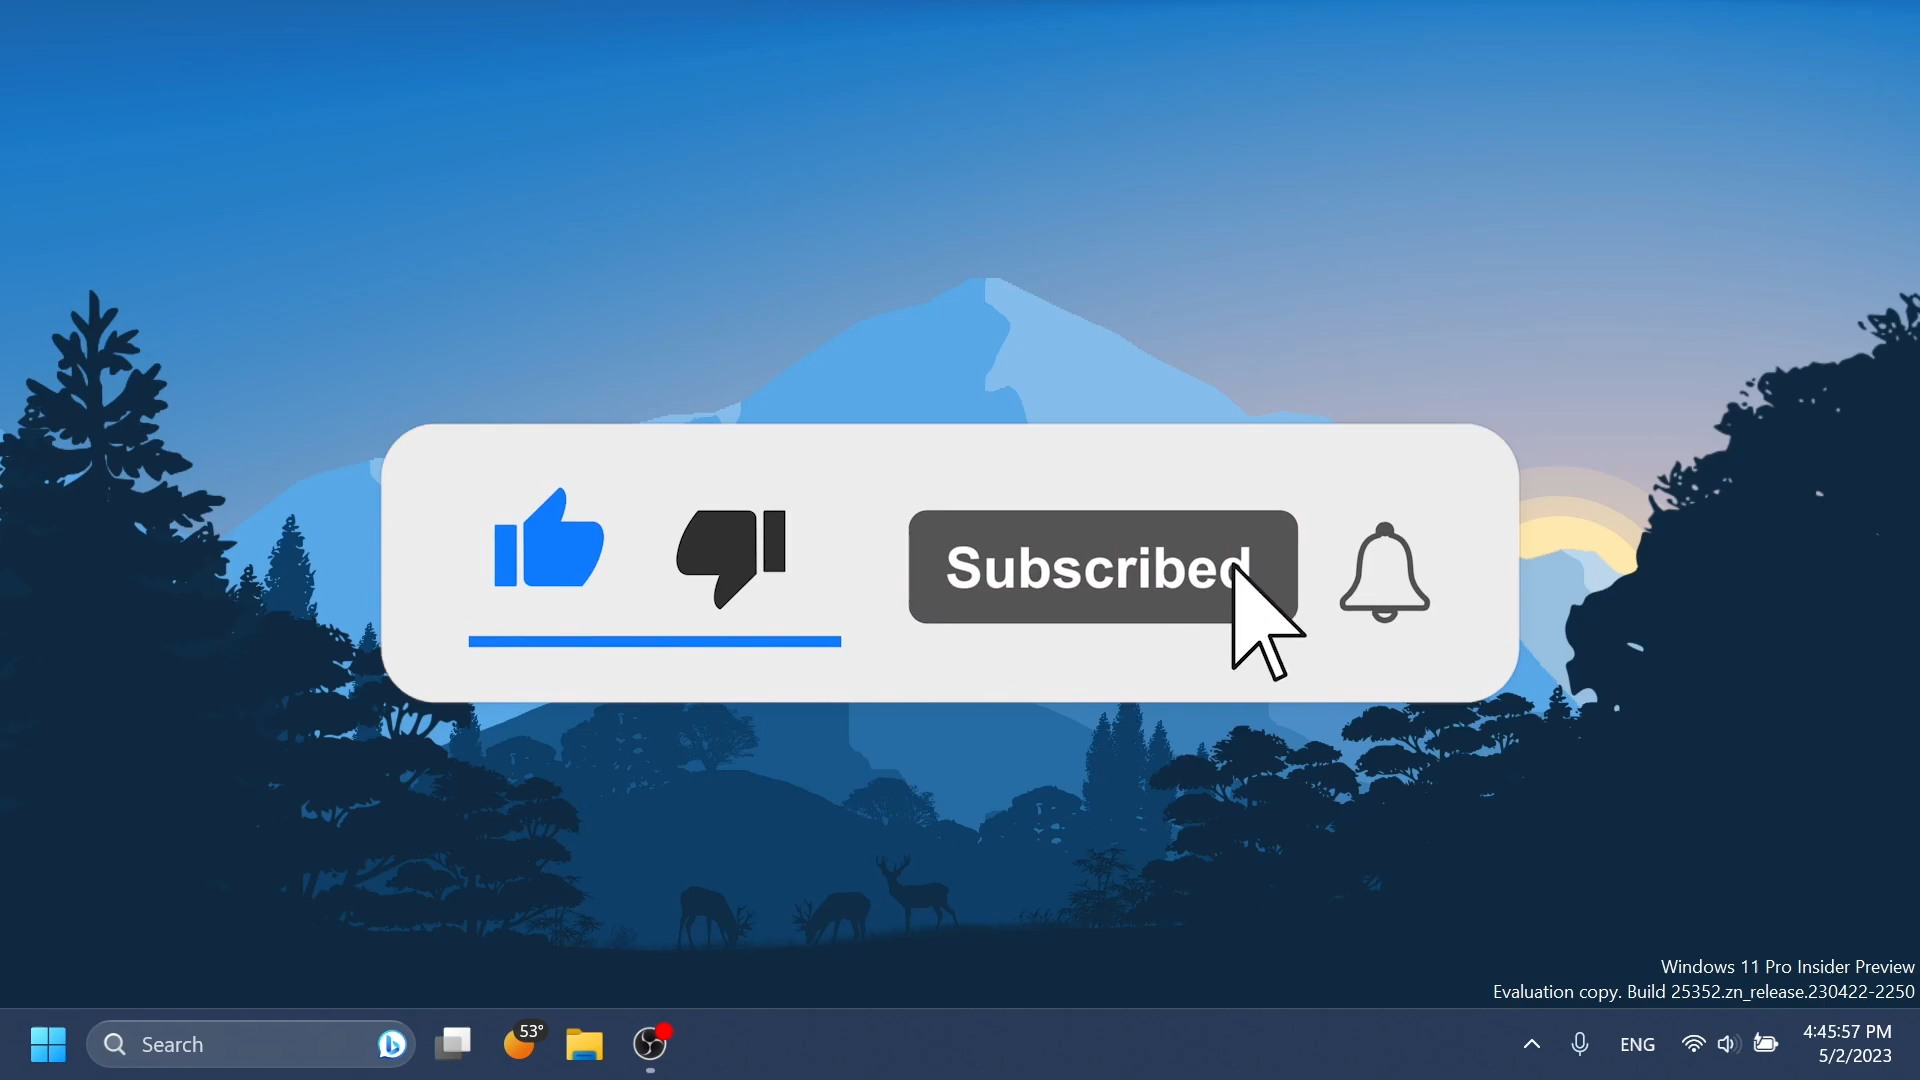 Subscribed
Windows 11 Pro Insider Preview
Evaluation copy. Build 25352.zn_release.230422-2250
Search
53°
ENG
4:45:57 PM
5/2/2023